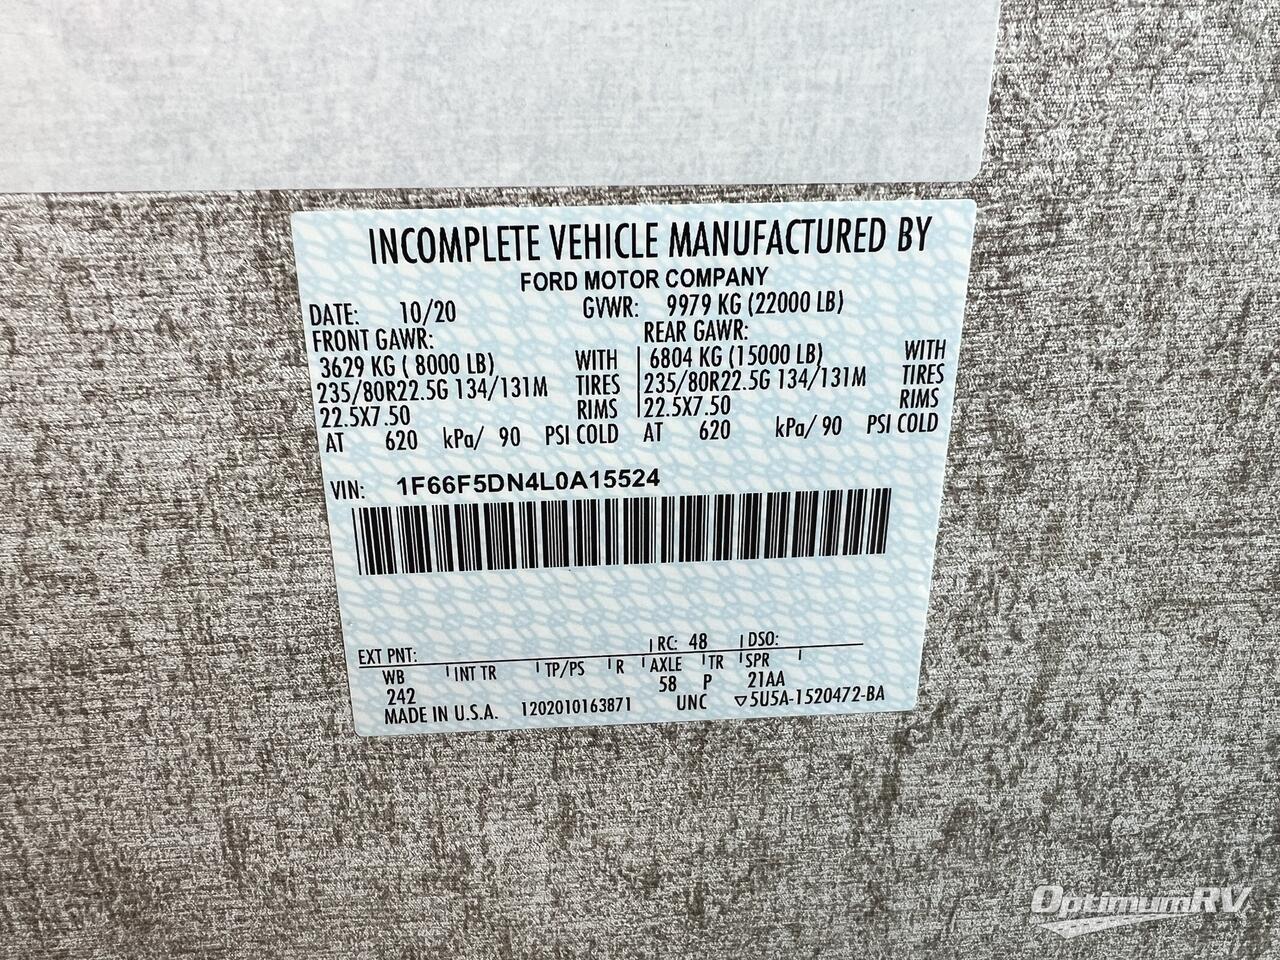 INCOMPLETE VEHICLE MANUFACTURED BY
FORD MOTOR COMPANY
DATE: 10/20 GVWR: 9979 KG (22000 LB)
FRONT GAWR: REAR GAWR:
3629 KG ( 8000 LB) WITH 6804 KG (15000 LB) WITH
235/80R22.5G 134/131M TIRES 235/80R22.5G 134/131M TIRES
22.5X7.50 RIMS 22.5X7.50 RIMS
AT 620 kPa/ 90 PSI COLD AT 620 kPa/ 90 PSI COLD
VIN: 1F66F5DN4L0A15524
EXT PNT: RC: 48 DSO:
WB INT TR TP/PS R AXLE TR SPR
242 58 P 21AA
MADE IN U.S.A. 1202010163871 UNC ▽5U5A-1520472-BA
OptimumRV